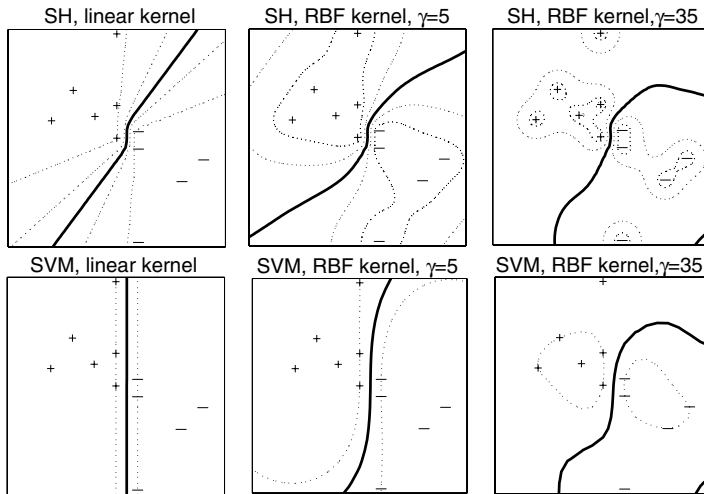 SH, linear kernel
SH, RBF kernel, γ=5
SH, RBF kernel,γ=35
SVM, linear kernel
SVM, RBF kernel, γ=5
SVM, RBF kernel,γ=35